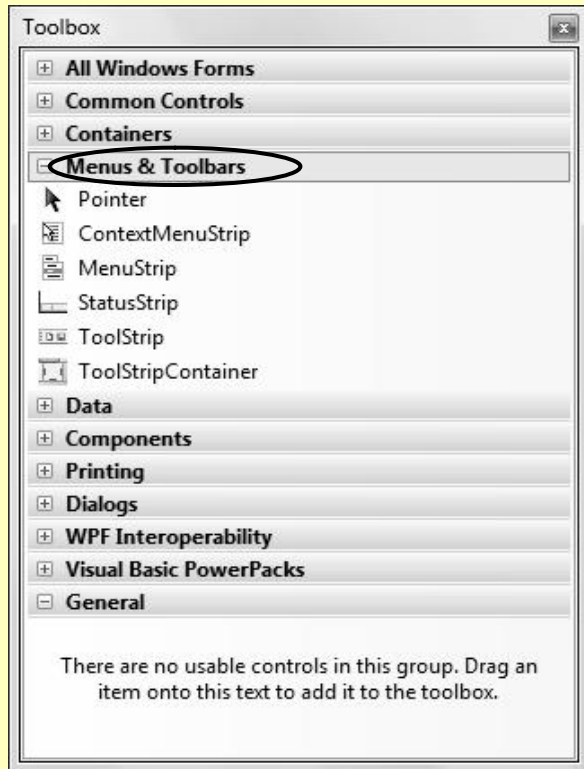 Toolbox
All Windows Forms
Common Controls
Containers
Menus & Toolbars
Pointer
ContextMenuStrip
MenuStrip
StatusStrip
ToolStrip
ToolStripContainer
Data
Components
Printing
Dialogs
WPF Interoperability
Visual Basic PowerPacks
General
There are no usable controls in this group. Drag an
item onto this text to add it to the toolbox.